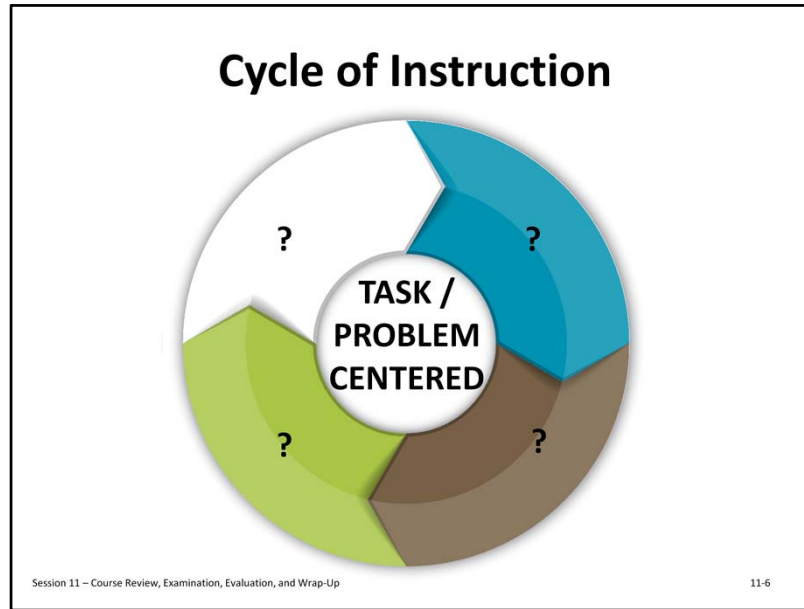 Cycle of Instruction
?
?
TASK /
PROBLEM
CENTERED
?
?
Session 11 – Course Review, Examination, Evaluation, and Wrap-Up
11-6